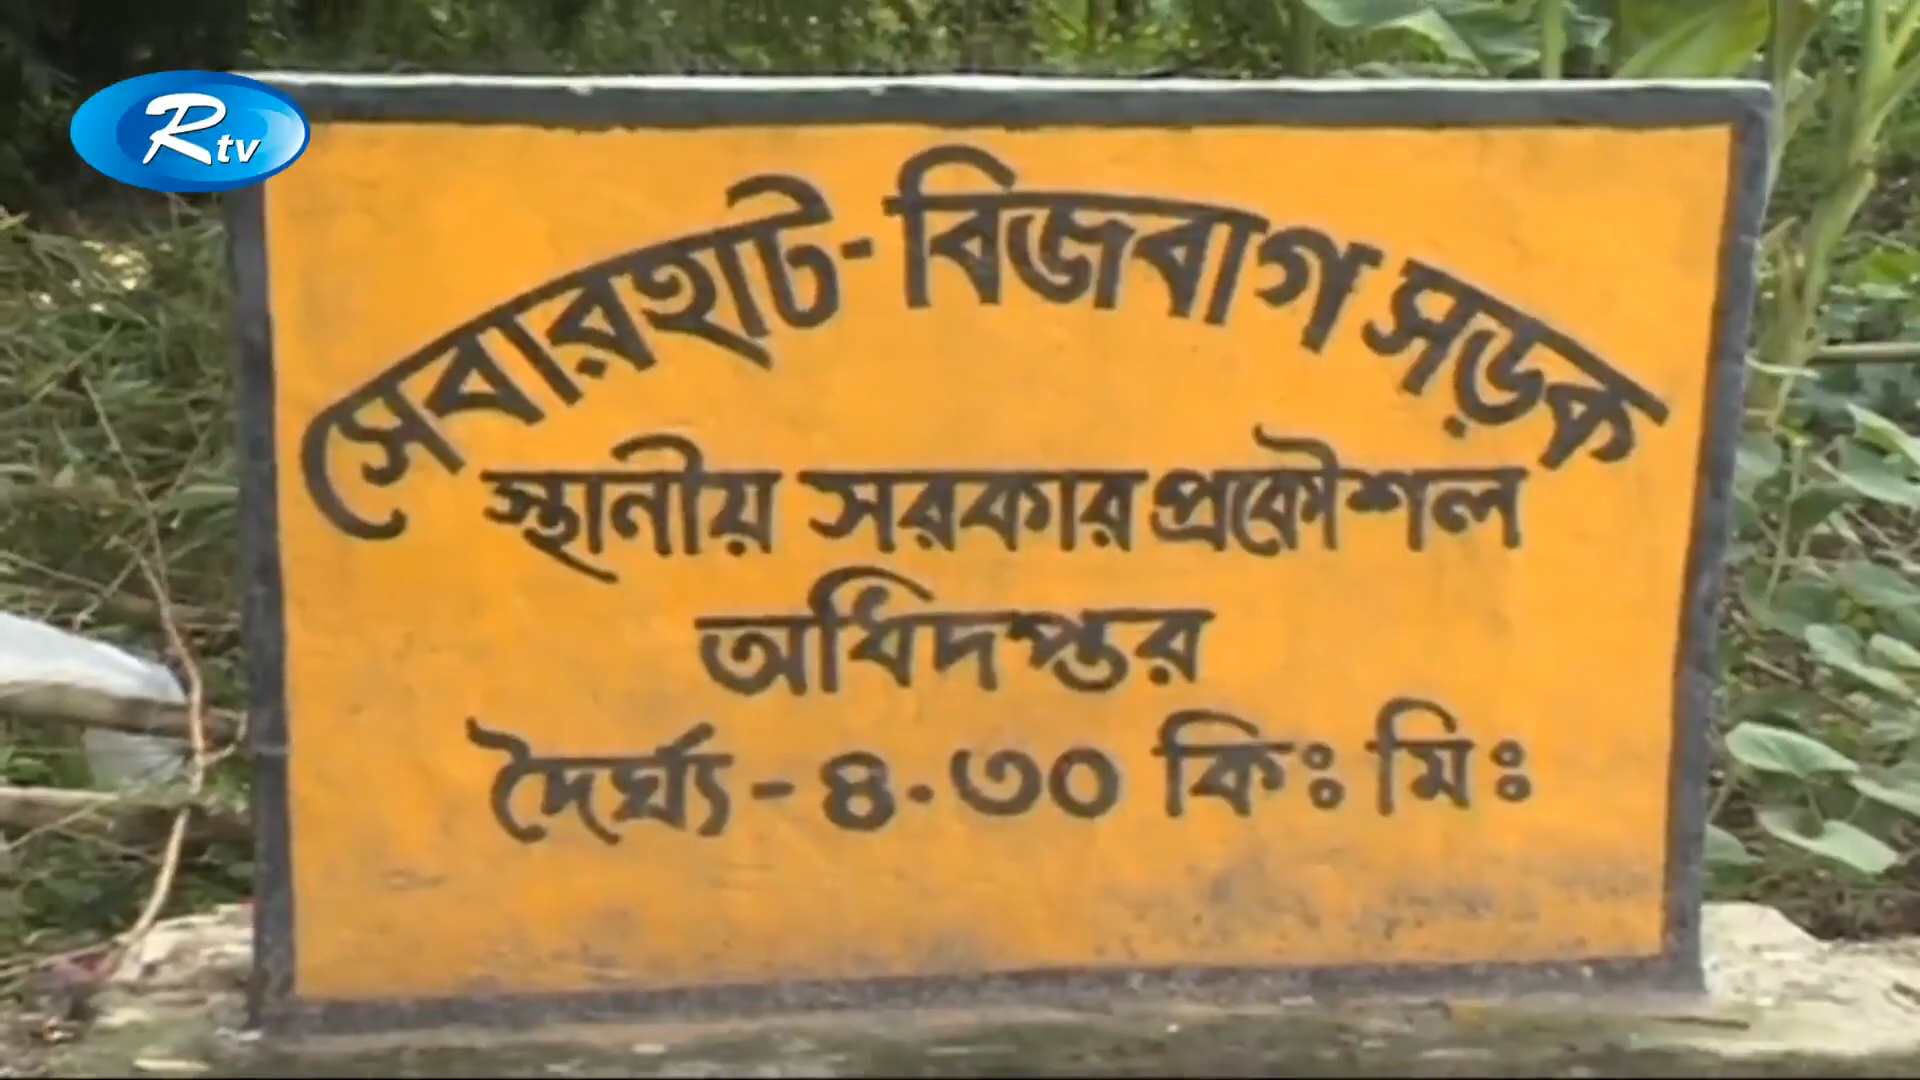 Rtv
সেবারহাট-বিজবাগ সড়ক
স্থানীয় সরকার প্রকৌশল
অধিদপ্তর
দৈর্ঘ্য - ৪.৩০ কিঃ মিঃ